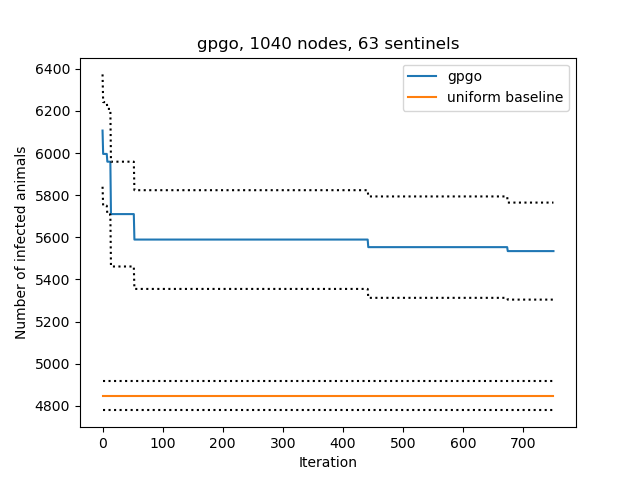 gpgo, 1040 nodes, 63 sentinels
gpgo
uniform baseline
Number of infected animals
6400
6200
6000
5800
5600
5400
5200
5000
4800
0 100 200 300 400 500 600 700
Iteration